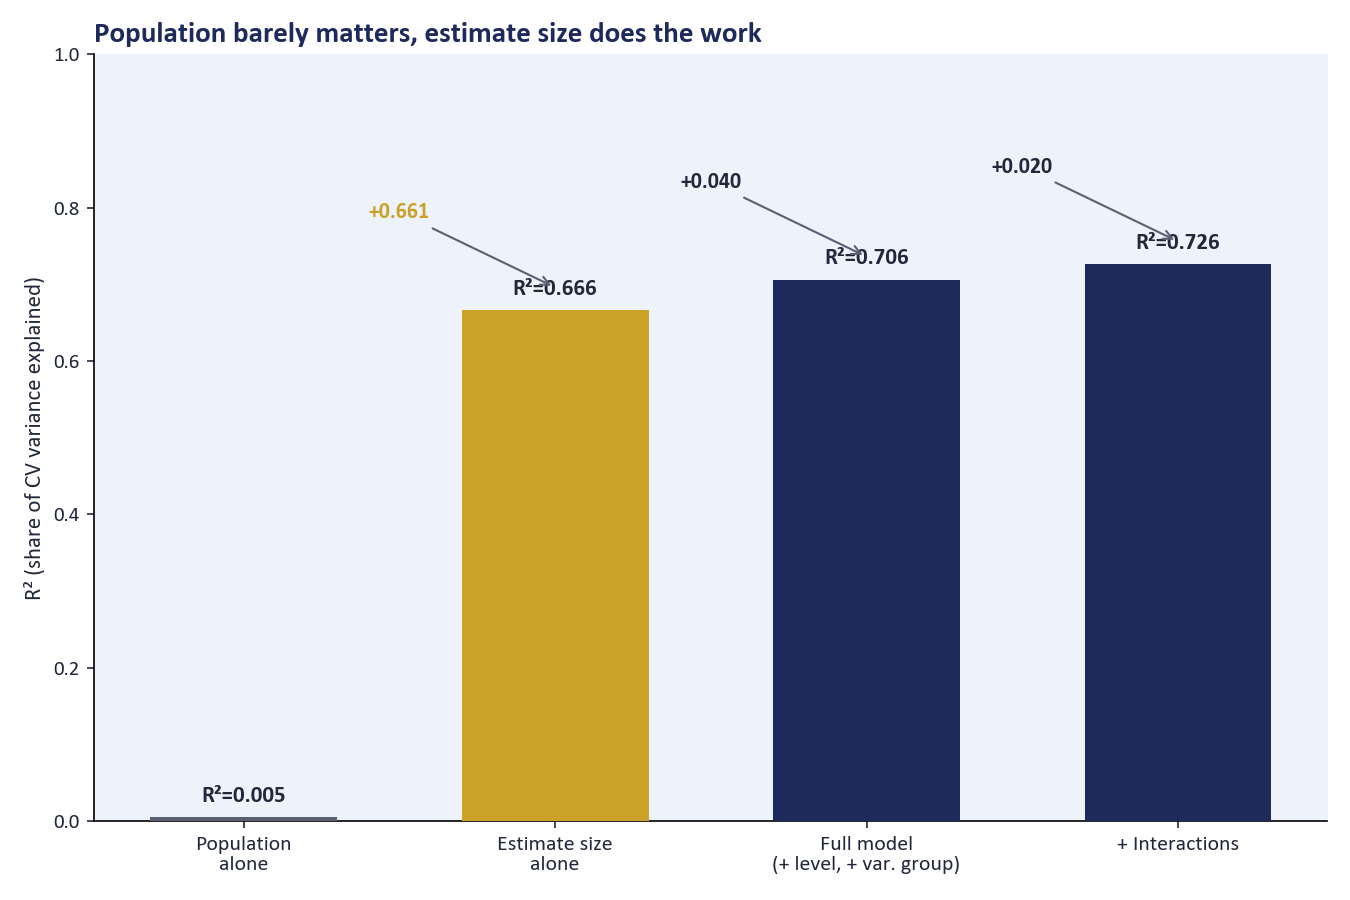 Population barely matters, estimate size does the work
R² (share of CV variance explained)
1.0
0.8
0.6
0.4
0.2
0.0
R²=0.005
+0.661
R²=0.666
+0.040
R²=0.706
+0.020
R²=0.726
Population
alone
Estimate size
alone
Full model
(+ level, + var. group)
+ Interactions